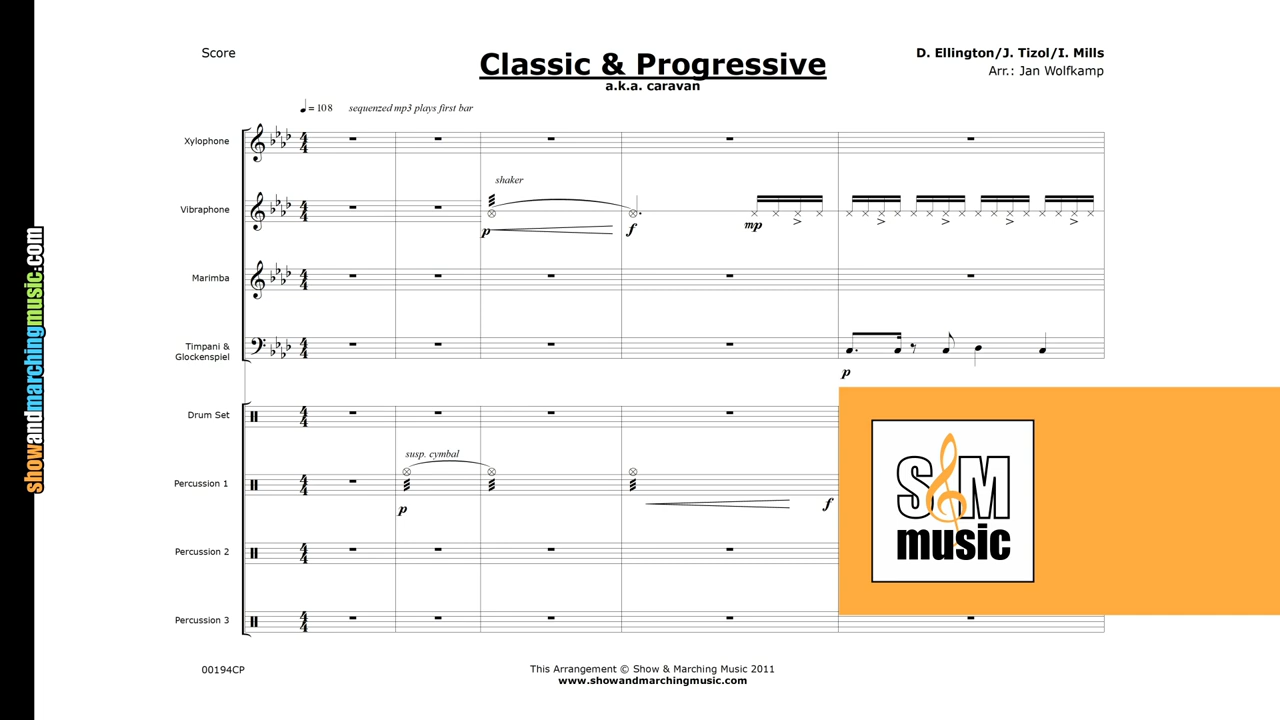 Score
Classic & Progressive
a.k.a. caravan
D. Ellington/J. Tizol/I. Mills
Arr.: Jan Wolfkamp
= 108 sequenzed mp3 plays first bar
Xylophone
shaker
Vibraphone
p f mp
Marimba
Timpani &
Glockenspiel
p
Drum Set
susp. cymbal
Percussion 1
p f
Percussion 2
Percussion 3
00194CP
This Arrangement © Show & Marching Music 2011
www.showandmarchingmusic.com
showandmarchingmusic.com
S&M
music